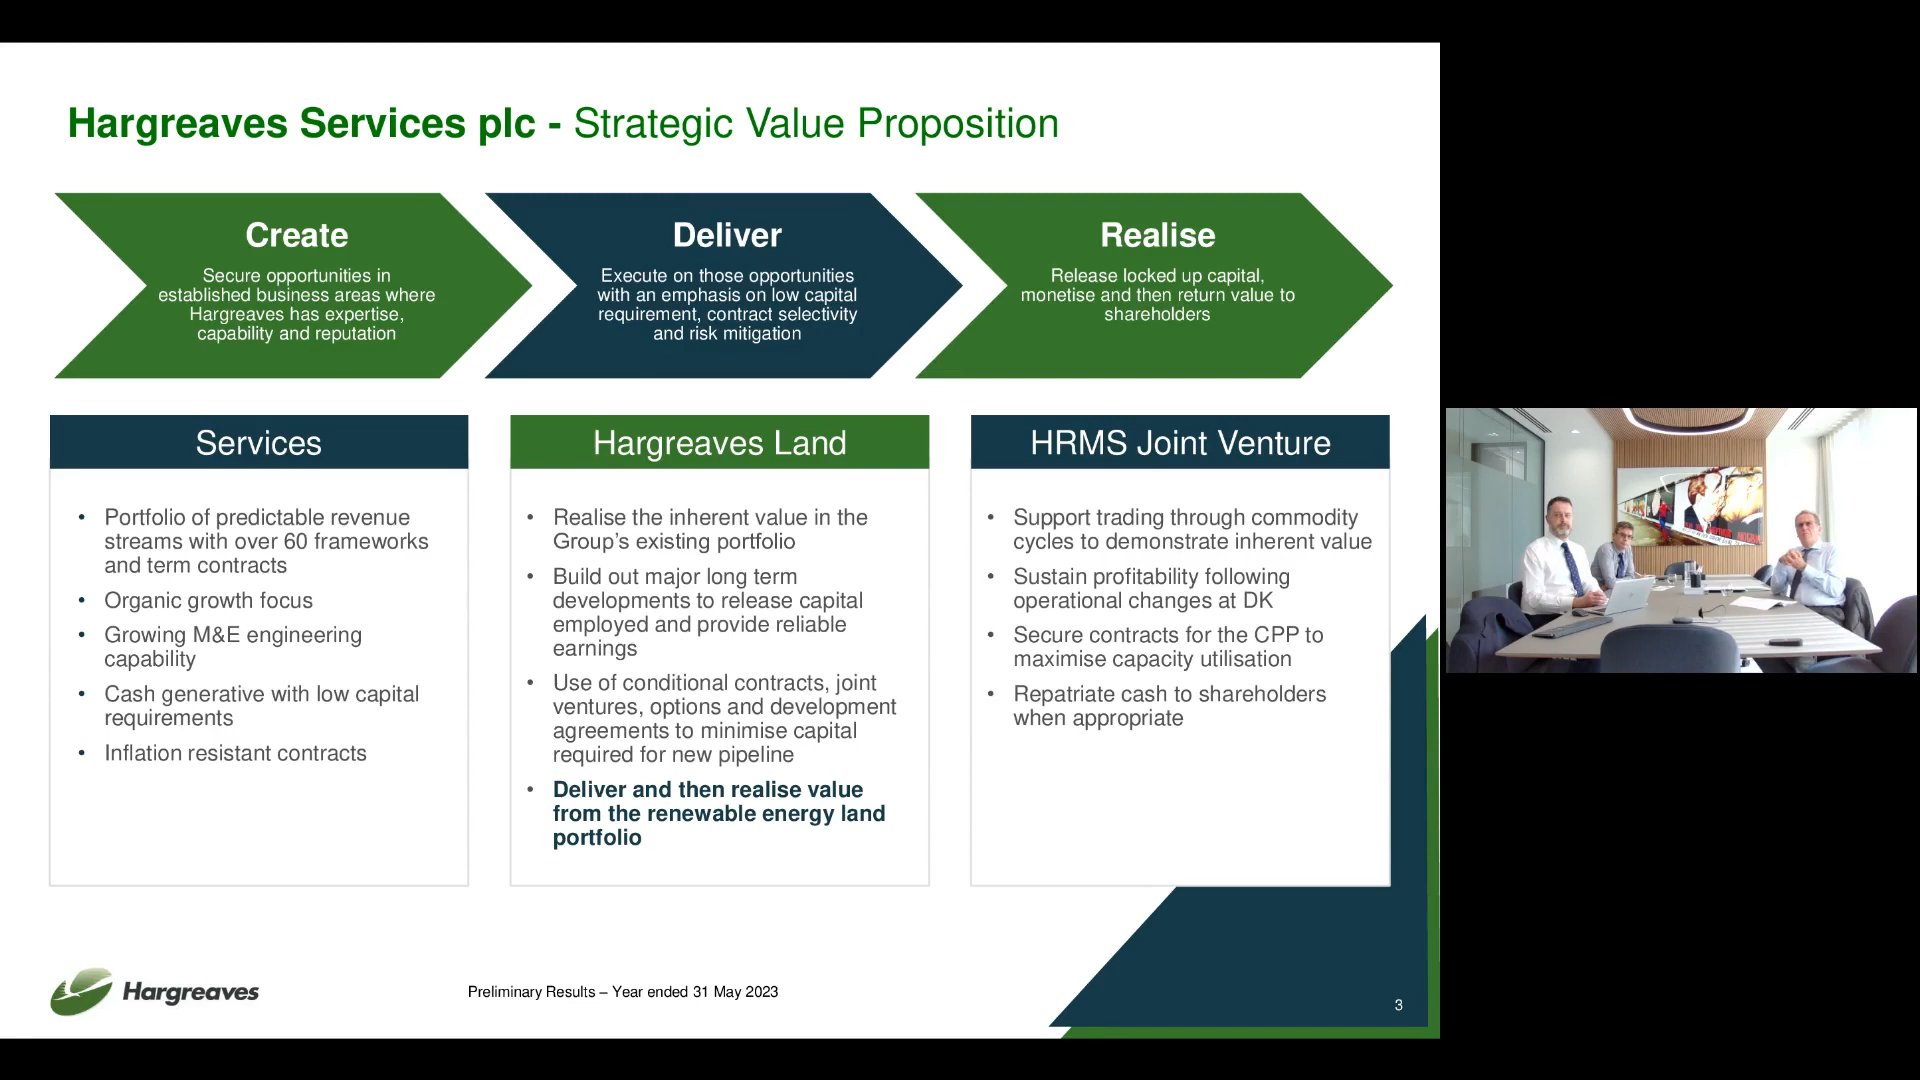 Hargreaves Services plc - Strategic Value Proposition
Create
Secure opportunities in
established business areas where
Hargreaves has expertise,
capability and reputation
Deliver
Execute on those opportunities
with an emphasis on low capital
requirement, contract selectivity
and risk mitigation
Realise
Release locked up capital,
monetise and then return value to
shareholders
Services
• Portfolio of predictable revenue
streams with over 60 frameworks
and term contracts
• Organic growth focus
• Growing M&E engineering
capability
• Cash generative with low capital
requirements
• Inflation resistant contracts
Hargreaves Land
• Realise the inherent value in the
Group’s existing portfolio
• Build out major long term
developments to release capital
employed and provide reliable
earnings
• Use of conditional contracts, joint
ventures, options and development
agreements to minimise capital
required for new pipeline
• Deliver and then realise value
from the renewable energy land
portfolio
HRMS Joint Venture
• Support trading through commodity
cycles to demonstrate inherent value
• Sustain profitability following
operational changes at DK
• Secure contracts for the CPP to
maximise capacity utilisation
• Repatriate cash to shareholders
when appropriate
Hargreaves
Preliminary Results – Year ended 31 May 2023
3